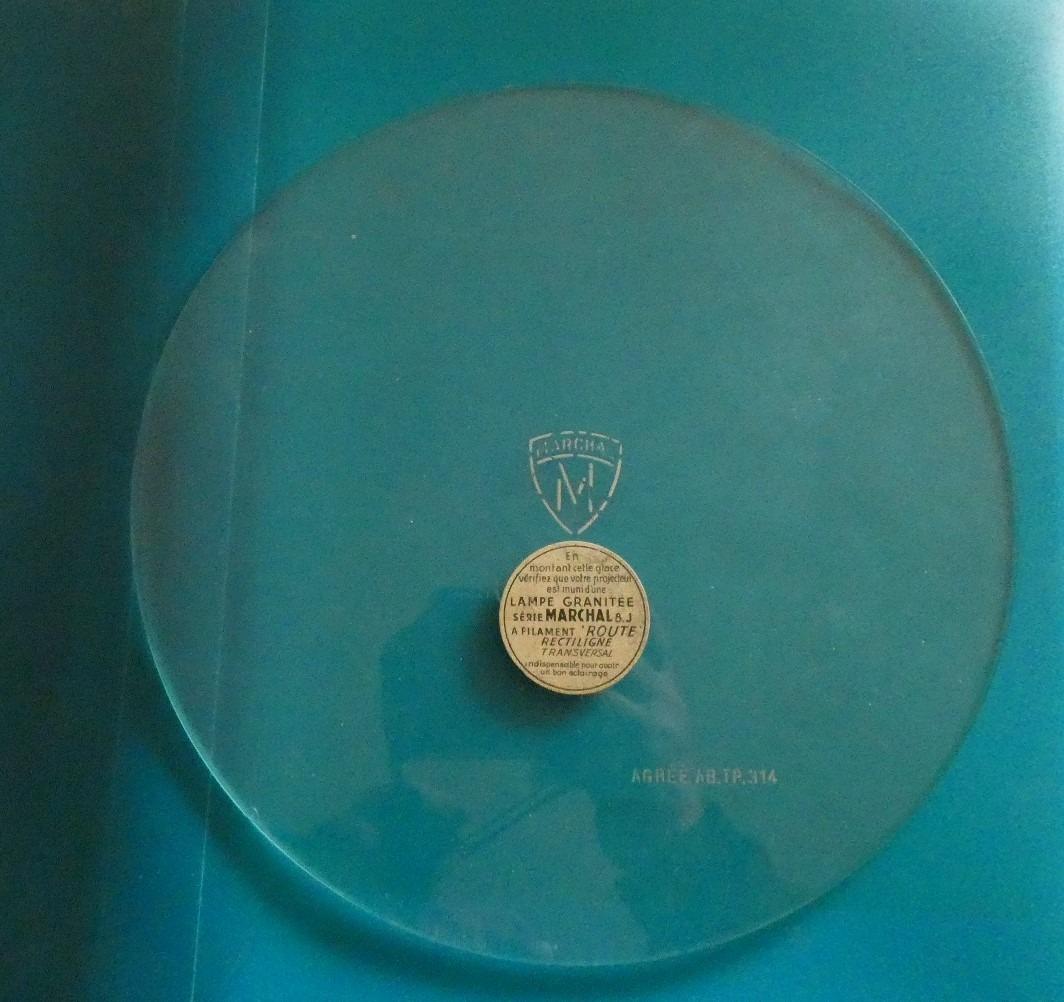 MARCHAL
M
En
montant cette glace
vérifiez que votre projecteur
est muni d'une
LAMPE GRANITÉE
SÉRIE MARCHAL B.J
A FILAMENT 'ROUTE'
RECTILIGNE
TRANSVERSAL
indispensable pour avoir
un bon éclairage
AGRÉÉ AB.TP.314